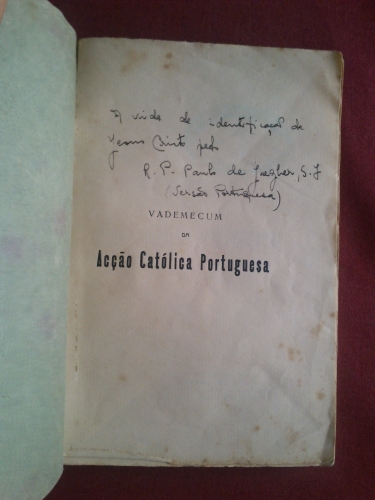 A vida de identificação de
Jesus Cristo pelo
R. P. Paulo de Jaegher, S. J
(Versão Portuguesa)
VADEMECUM
DA
Acção Católica Portuguesa